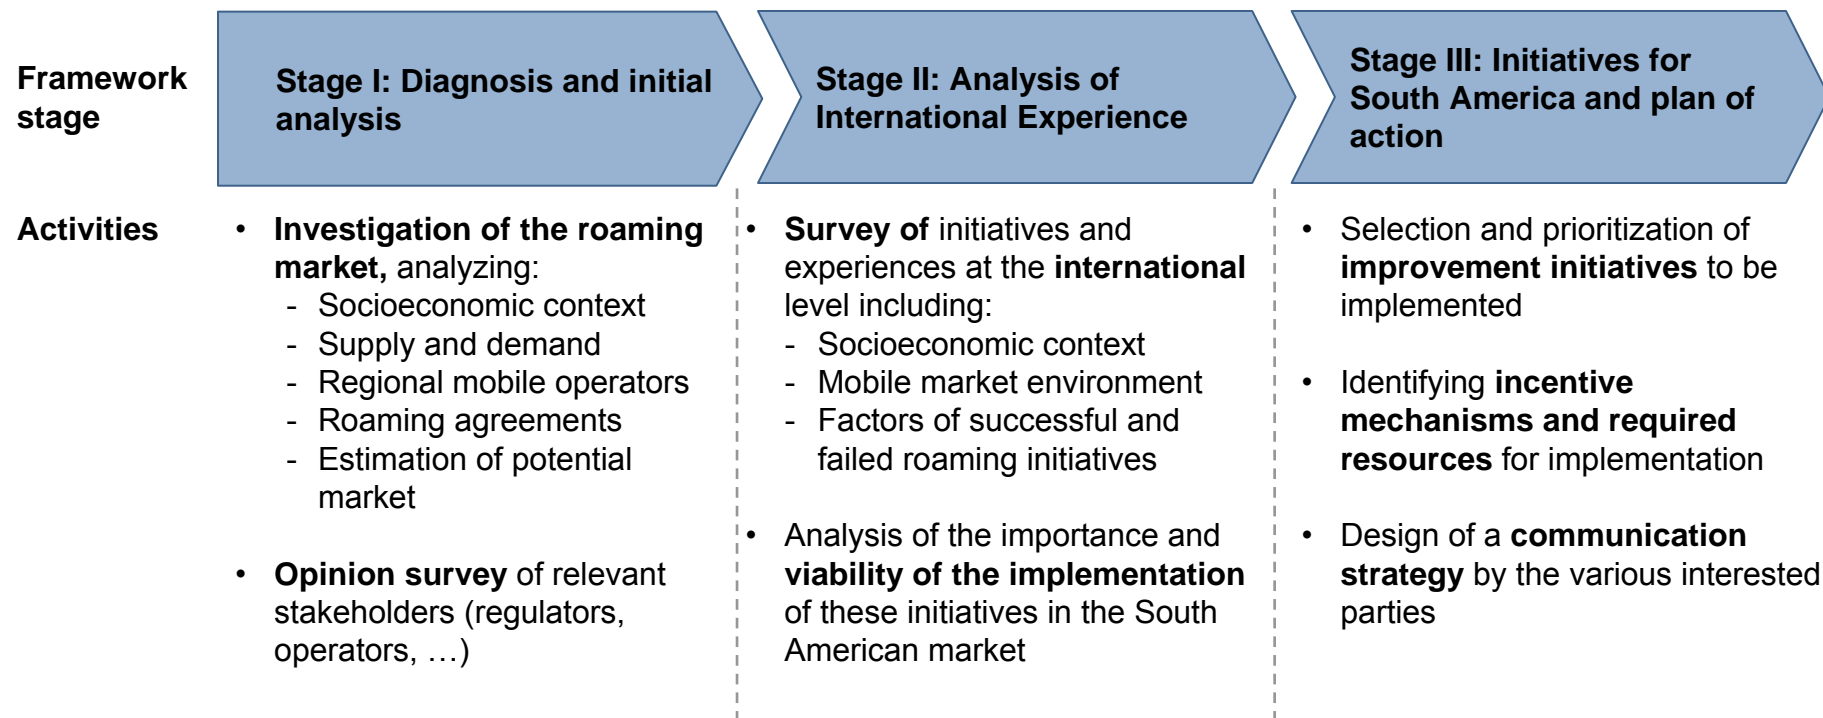 Framework
stage
Stage I: Diagnosis and initial
analysis
Stage II: Analysis of
International Experience
Stage III: Initiatives for
South America and plan of
action
Activities
• Investigation of the roaming
market, analyzing:
- Socioeconomic context
- Supply and demand
- Regional mobile operators
- Roaming agreements
- Estimation of potential
market
• Opinion survey of relevant
stakeholders (regulators,
operators, …)
• Survey of initiatives and
experiences at the international
level including:
- Socioeconomic context
- Mobile market environment
- Factors of successful and
failed roaming initiatives
• Analysis of the importance and
viability of the implementation
of these initiatives in the South
American market
• Selection and prioritization of
improvement initiatives to be
implemented
• Identifying incentive
mechanisms and required
resources for implementation
• Design of a communication
strategy by the various interested
parties